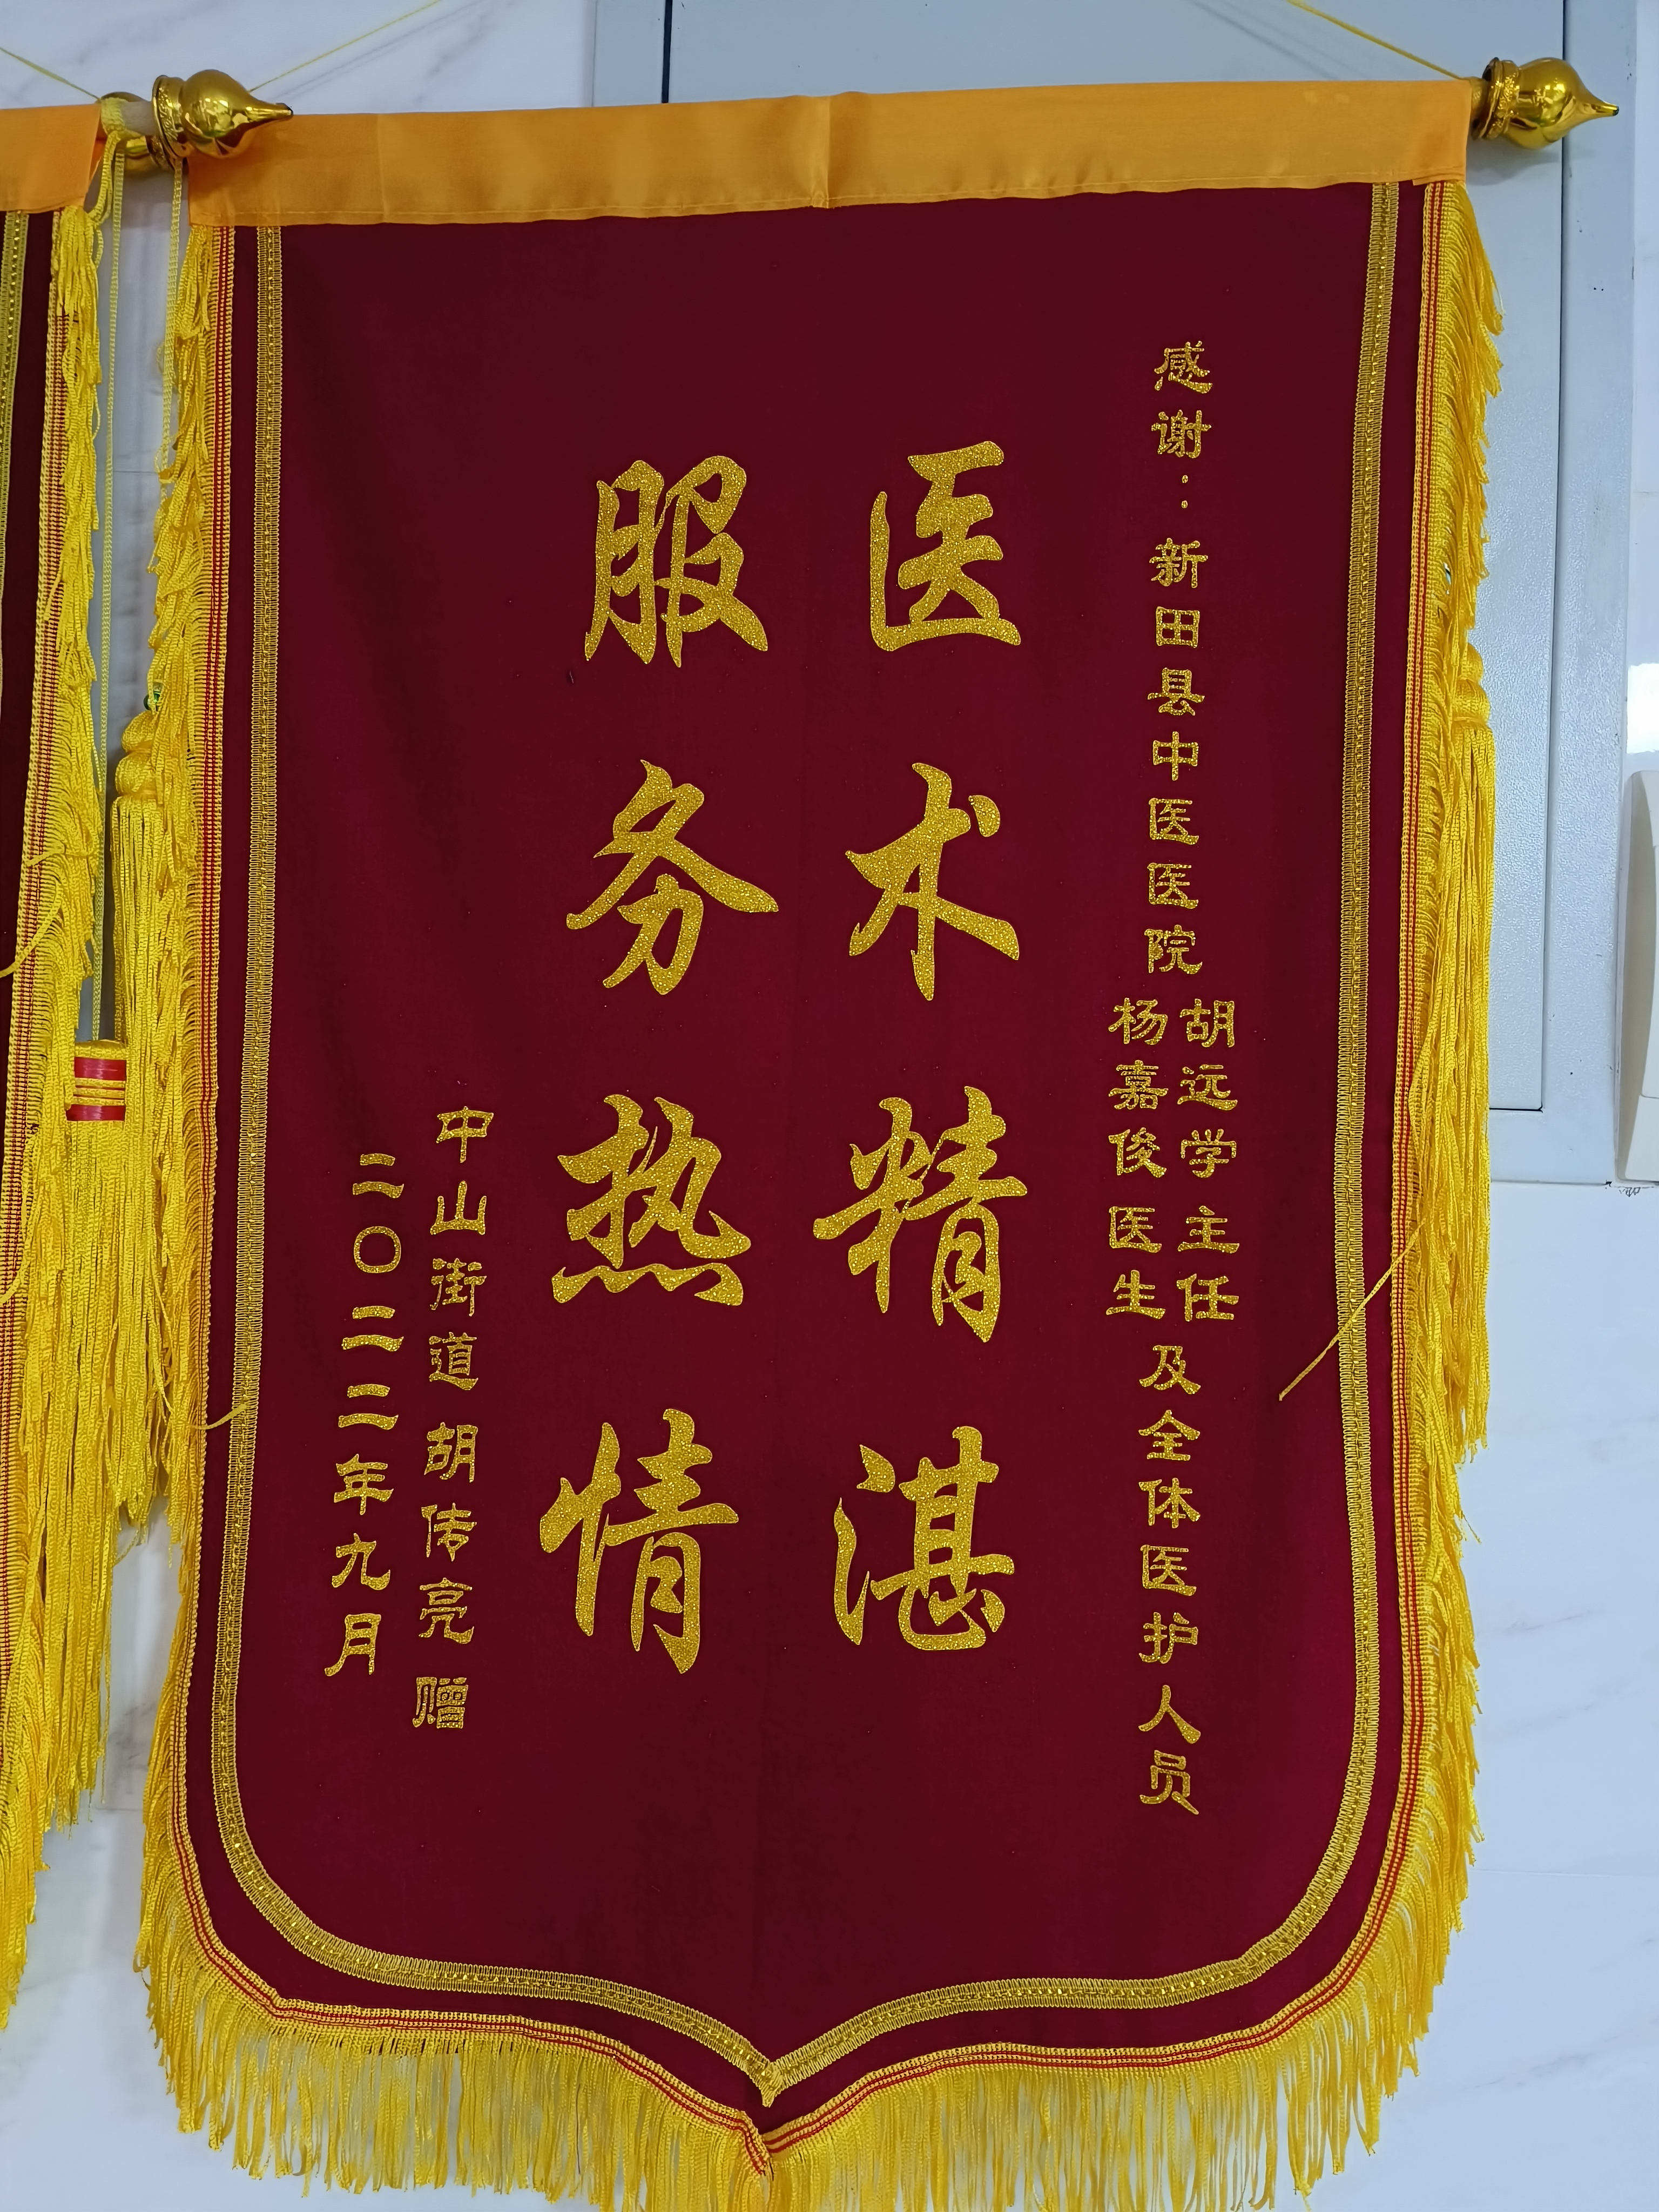 感谢：新田县中医医院
胡远学主任
杨嘉俊医生
及全体医护人员
医术精湛
服务热情
中山街道胡传亮赠
二〇二二年九月